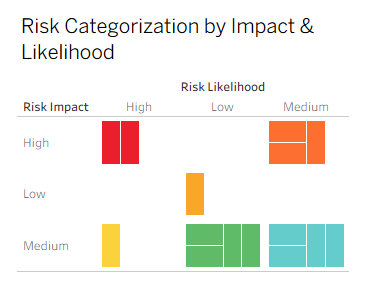 Risk Categorization by Impact &
Likelihood
Risk Likelihood
Risk Impact High Low Medium
High
Low
Medium